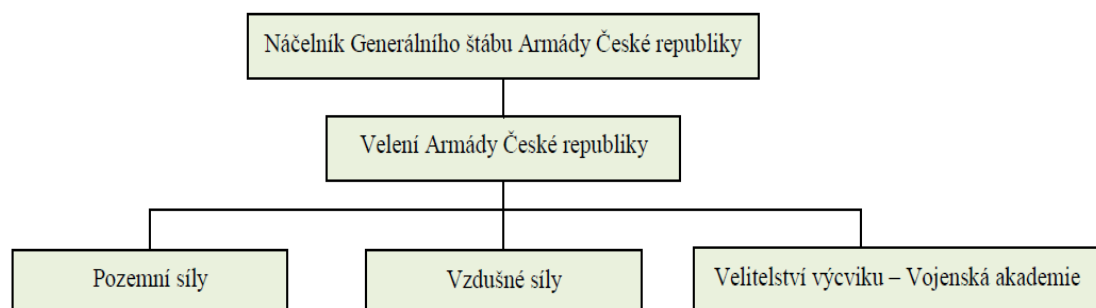 Náčelník Generálního štábu Armády České republiky
Velení Armády České republiky
Pozemní síly
Vzdušné síly
Velitelství výcviku – Vojenská akademie